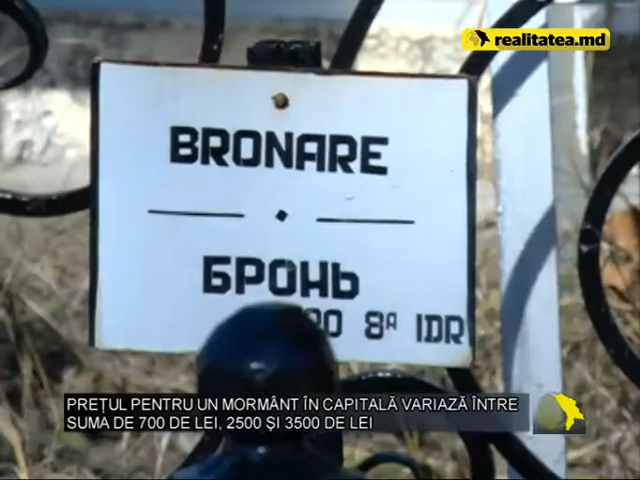 realitatea.md
BRONARE
БРОНЬ
8ᴬ IDR
PREȚUL PENTRU UN MORMÂNT ÎN CAPITALĂ VARIAZĂ ÎNTRE
SUMA DE 700 DE LEI, 2500 ȘI 3500 DE LEI